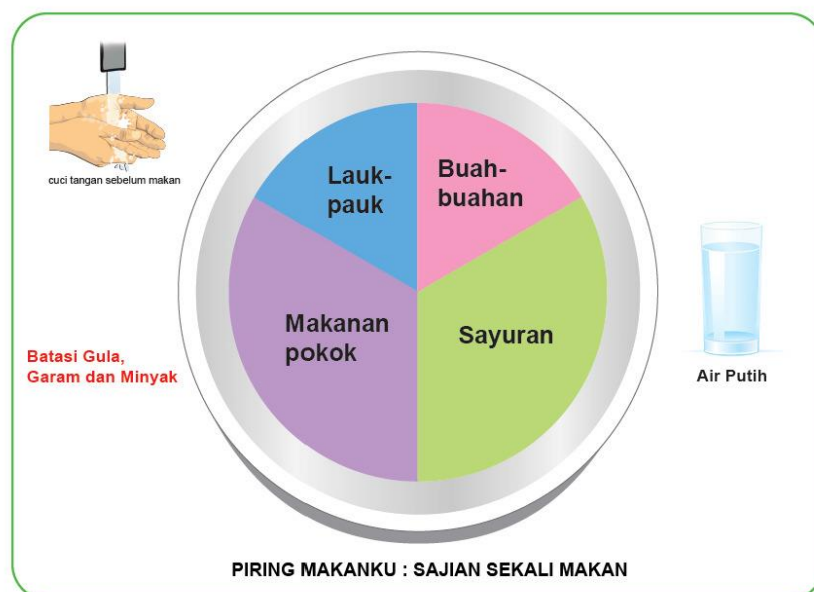 cuci tangan sebelum makan
Lauk-
pauk
Buah-
buahan
Makanan
pokok
Sayuran
Batasi Gula,
Garam dan Minyak
Air Putih
PIRING MAKANKU : SAJIAN SEKALI MAKAN